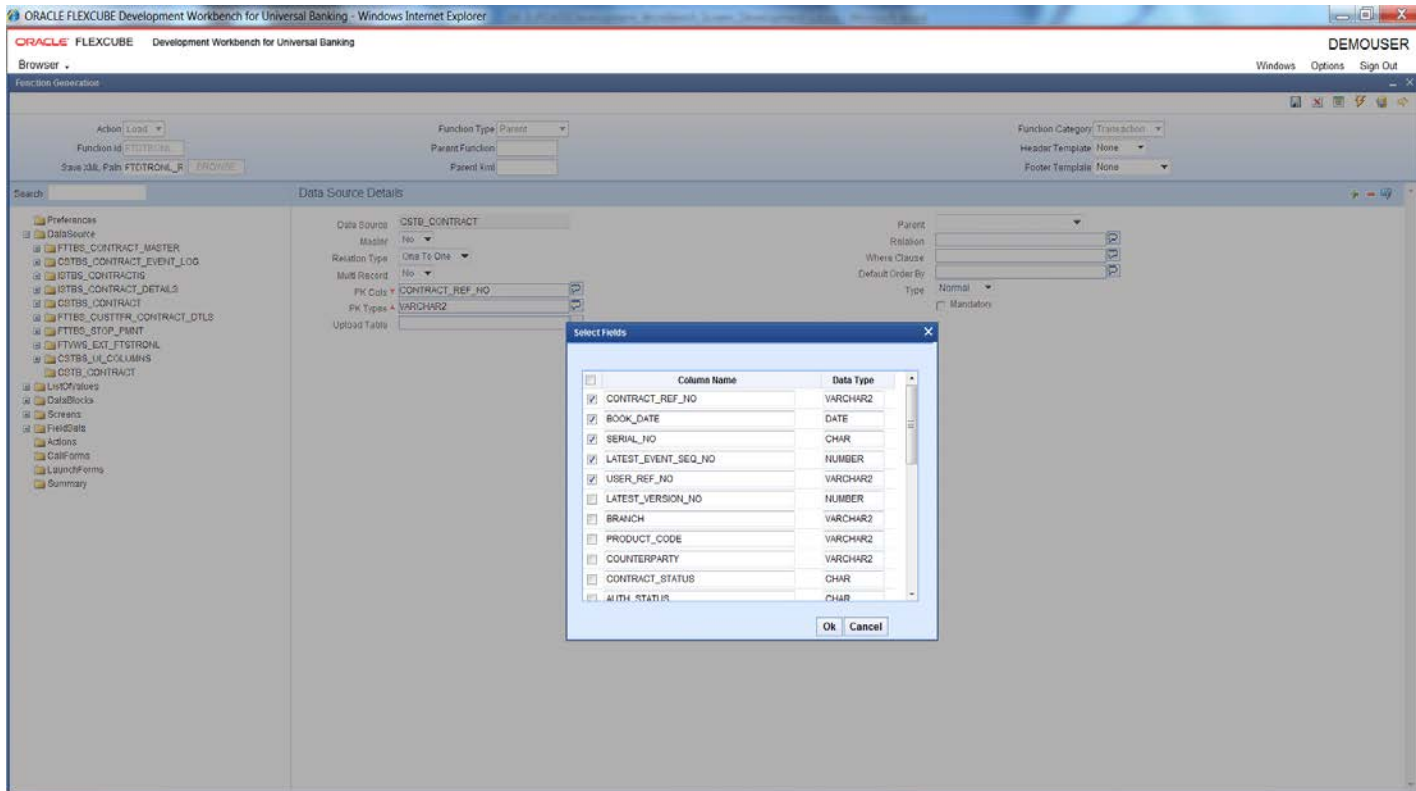 ORACLE FLEXCUBE Development Workbench for Universal Banking - Windows Internet Explorer
ORACLE FLEXCUBE Development Workbench for Universal Banking
DEMOUSER
Browser
Windows Options Sign Out
Function Generation
Action Load Function Type Parent Function Category Transaction
Function Id FTDTRONL Parent Function Header Template None
Save XML Path FTDTRONL_R BROWSE Parent Xml Footer Template None
Search Data Source Details
Preferences
DataSource
FTTBS_CONTRACT_MASTER
CSTBS_CONTRACT_EVENT_LOG
ISTBS_CONTRACTIS
ISTBS_CONTRACT_DETAILS
CSTBS_CONTRACT
FTTBS_CUSTTFR_CONTRACT_DTLS
FTTBS_STOP_PMNT
FTVWS_EXT_FTSTRONL
CSTBS_UI_COLUMNS
CSTB_CONTRACT
ListOfValues
DataBlocks
Screens
FieldSets
Actions
CallForms
LaunchForms
Summary
Data Source CSTB_CONTRACT Parent
Master No Relation
Relation Type One To One Where Clause
Multi Record No Default Order By
PK Cols CONTRACT_REF_NO Type Normal
PK Types VARCHAR2 Mandatory
Upload Table
Select Fields
Column Name Data Type
CONTRACT_REF_NO VARCHAR2
BOOK_DATE DATE
SERIAL_NO CHAR
LATEST_EVENT_SEQ_NO NUMBER
USER_REF_NO VARCHAR2
LATEST_VERSION_NO NUMBER
BRANCH VARCHAR2
PRODUCT_CODE VARCHAR2
COUNTERPARTY VARCHAR2
CONTRACT_STATUS CHAR
AUTH_STATUS CHAR
Ok Cancel